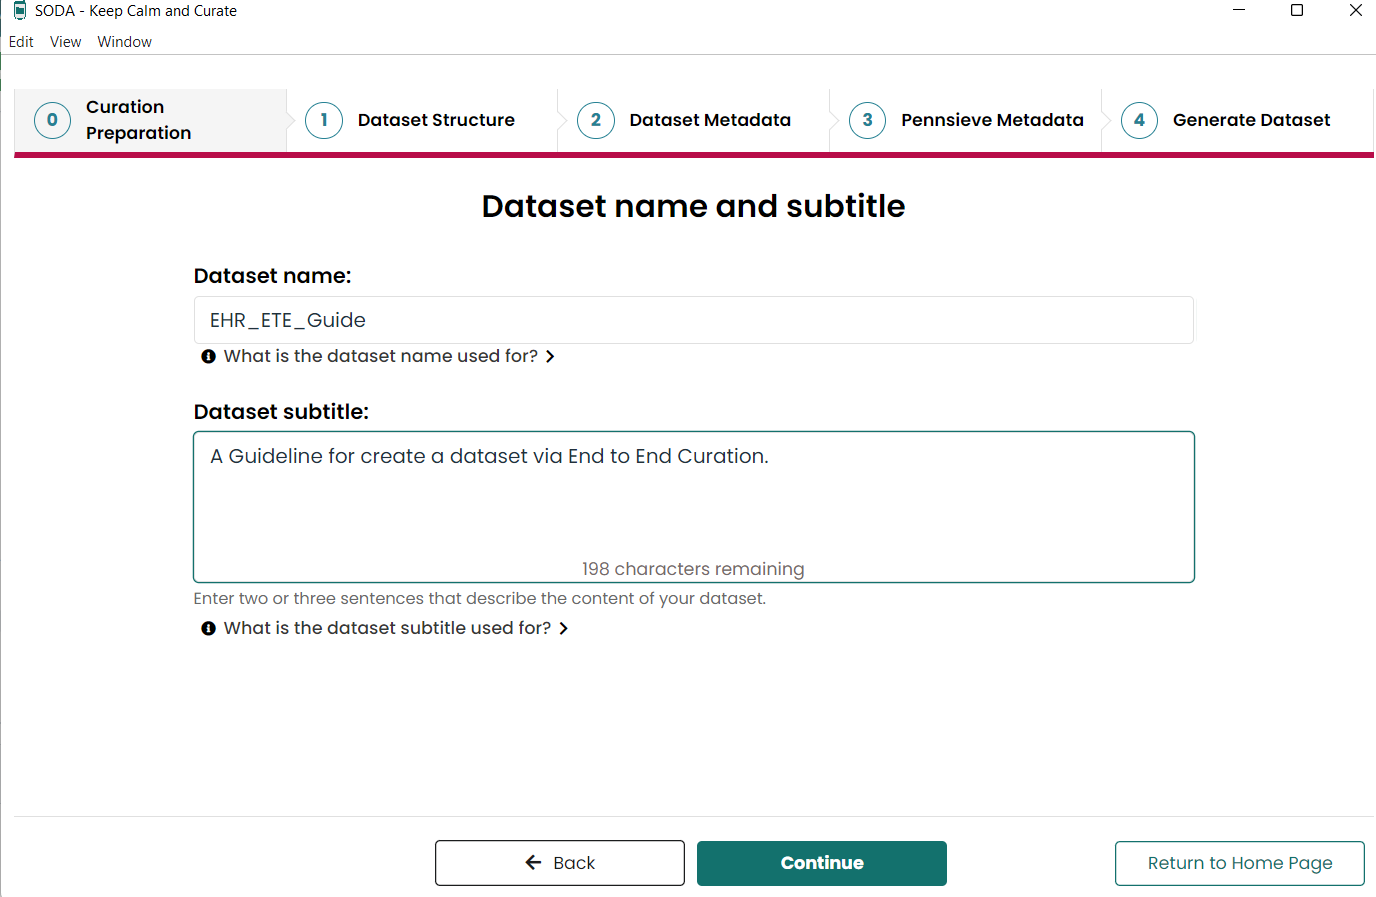 SODA - Keep Calm and Curate
Edit View Window
0 Curation Preparation
1 Dataset Structure
2 Dataset Metadata
3 Pennsieve Metadata
4 Generate Dataset
Dataset name and subtitle
Dataset name:
EHR_ETE_Guide
What is the dataset name used for?
Dataset subtitle:
A Guideline for create a dataset via End to End Curation.
198 characters remaining
Enter two or three sentences that describe the content of your dataset.
What is the dataset subtitle used for?
Back
Continue
Return to Home Page